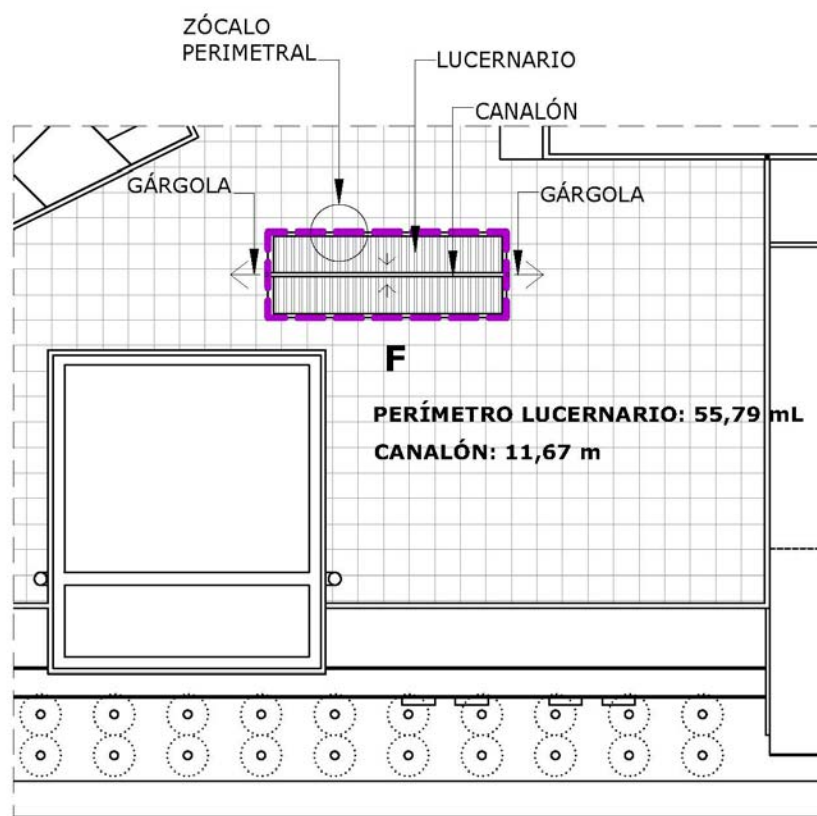 ZÓCALO
PERIMETRAL
LUCERNARIO
CANALÓN
GÁRGOLA
GÁRGOLA
F
PERÍMETRO LUCERNARIO: 55,79 mL
CANALÓN: 11,67 m